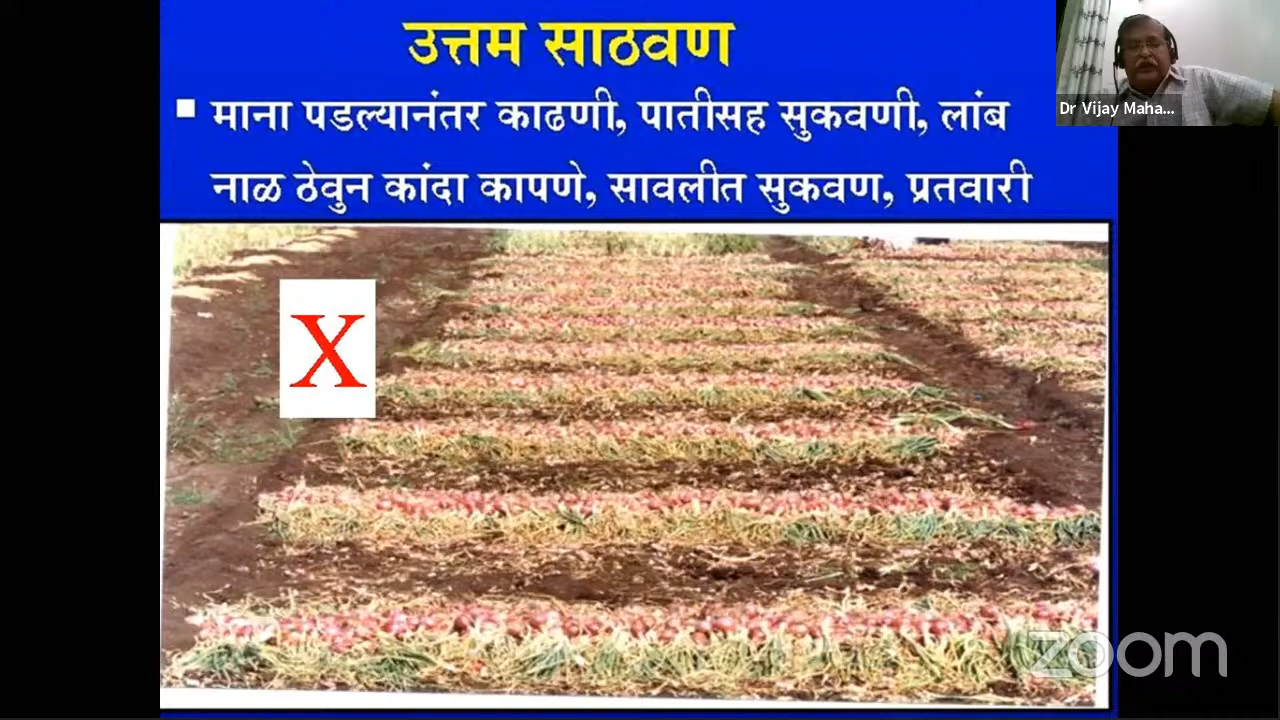 उत्तम साठवण
▪ माना पडल्यानंतर काढणी, पातीसह सुकवणी, लांब
नाळ ठेवुन कांदा कापणे, सावलीत सुकवण, प्रतवारी
Dr Vijay Maha...
X
zoom